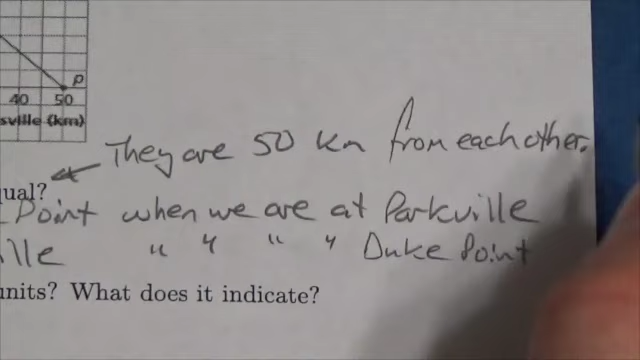 P
40 50
sville (km)
They are 50 km from each other.
qual?
Point when we are at Parkville
ille " " " " Duke Point
units? What does it indicate?